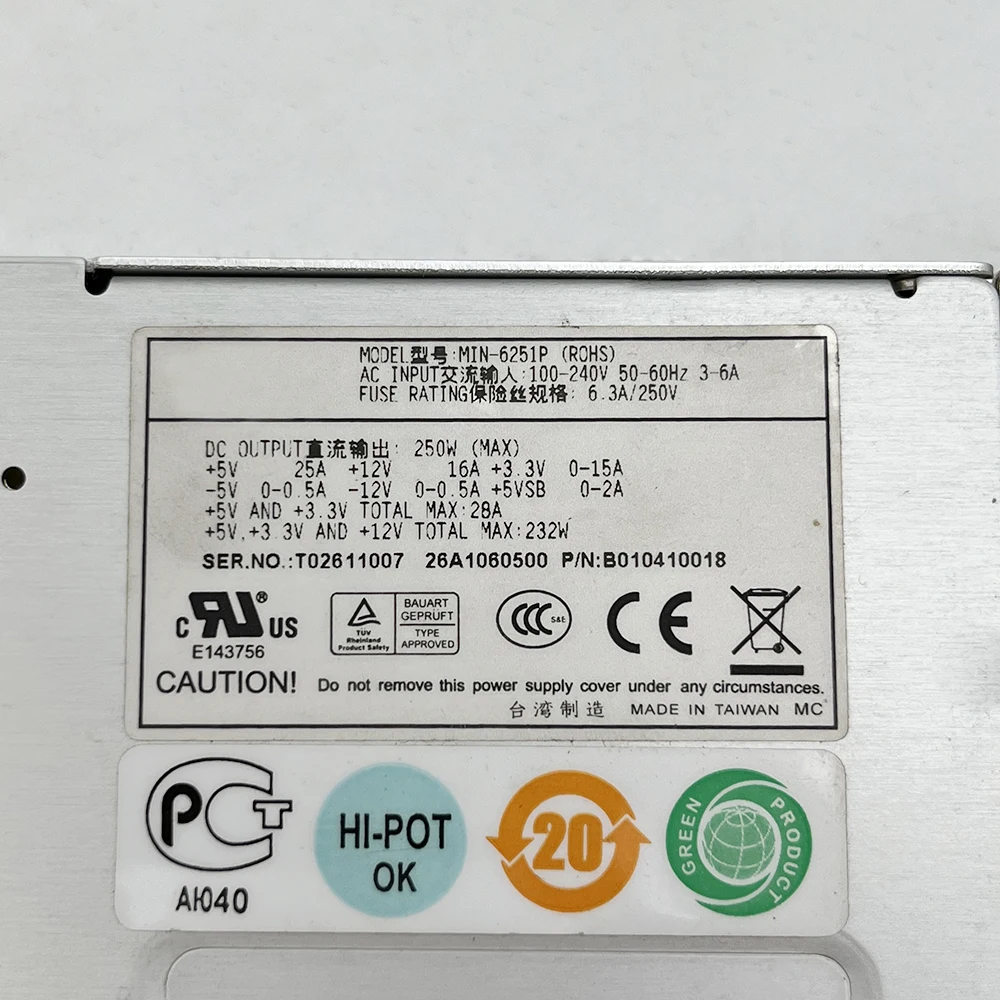 MODEL型号:MIN-6251P (ROHS)
AC INPUT交流输入:100-240V 50-60Hz 3-6A
FUSE RATING保险丝规格: 6.3A/250V
DC OUTPUT直流输出: 250W (MAX)
+5V 25A +12V 16A +3.3V 0-15A
-5V 0-0.5A -12V 0-0.5A +5VSB 0-2A
+5V AND +3.3V TOTAL MAX:28A
+5V,+3.3V AND +12V TOTAL MAX:232W
SER.NO.:T02611007 26A1060500 P/N:B010410018
c RU® US
E143756
TÜV
Rheinland
Product Safety
BAUART
GEPRÜFT
TYPE
APPROVED
CCC S&E
CE
CAUTION! Do not remove this power supply cover under any circumstances.
台湾制造 MADE IN TAIWAN MC
PCT
АЮ40
HI-POT
OK
20
GREEN PRODUCT